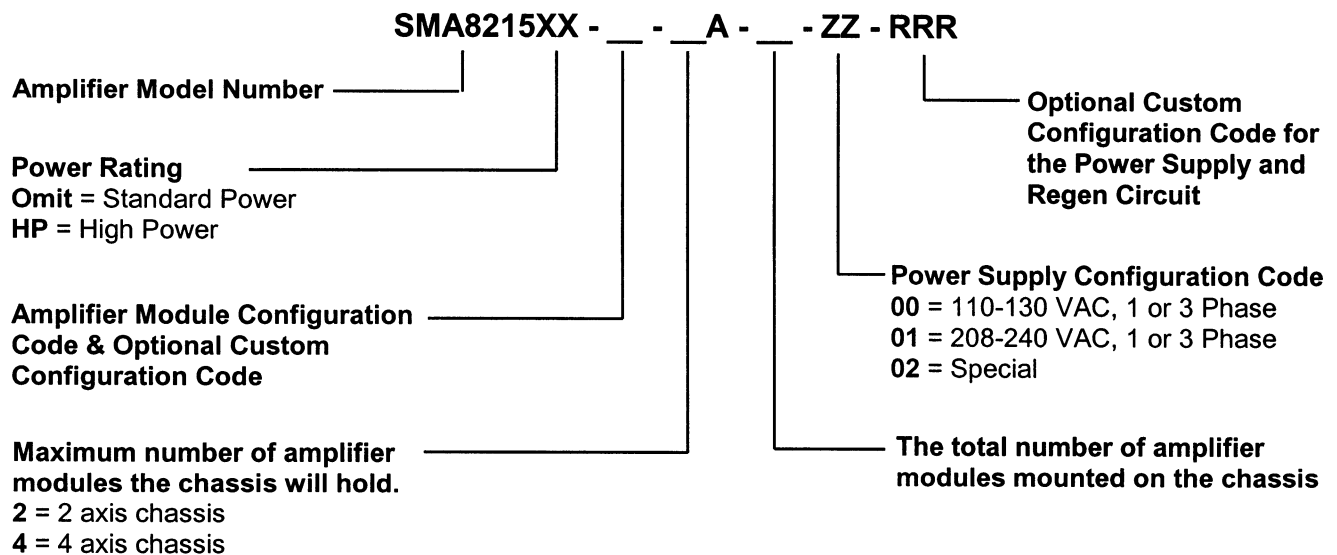 SMA8215XX - __ - __A - __ - ZZ - RRR
Amplifier Model Number
Power Rating
Omit = Standard Power
HP = High Power
Amplifier Module Configuration
Code & Optional Custom
Configuration Code
Maximum number of amplifier
modules the chassis will hold.
2 = 2 axis chassis
4 = 4 axis chassis
Optional Custom
Configuration Code for
the Power Supply and
Regen Circuit
Power Supply Configuration Code
00 = 110-130 VAC, 1 or 3 Phase
01 = 208-240 VAC, 1 or 3 Phase
02 = Special
The total number of amplifier
modules mounted on the chassis